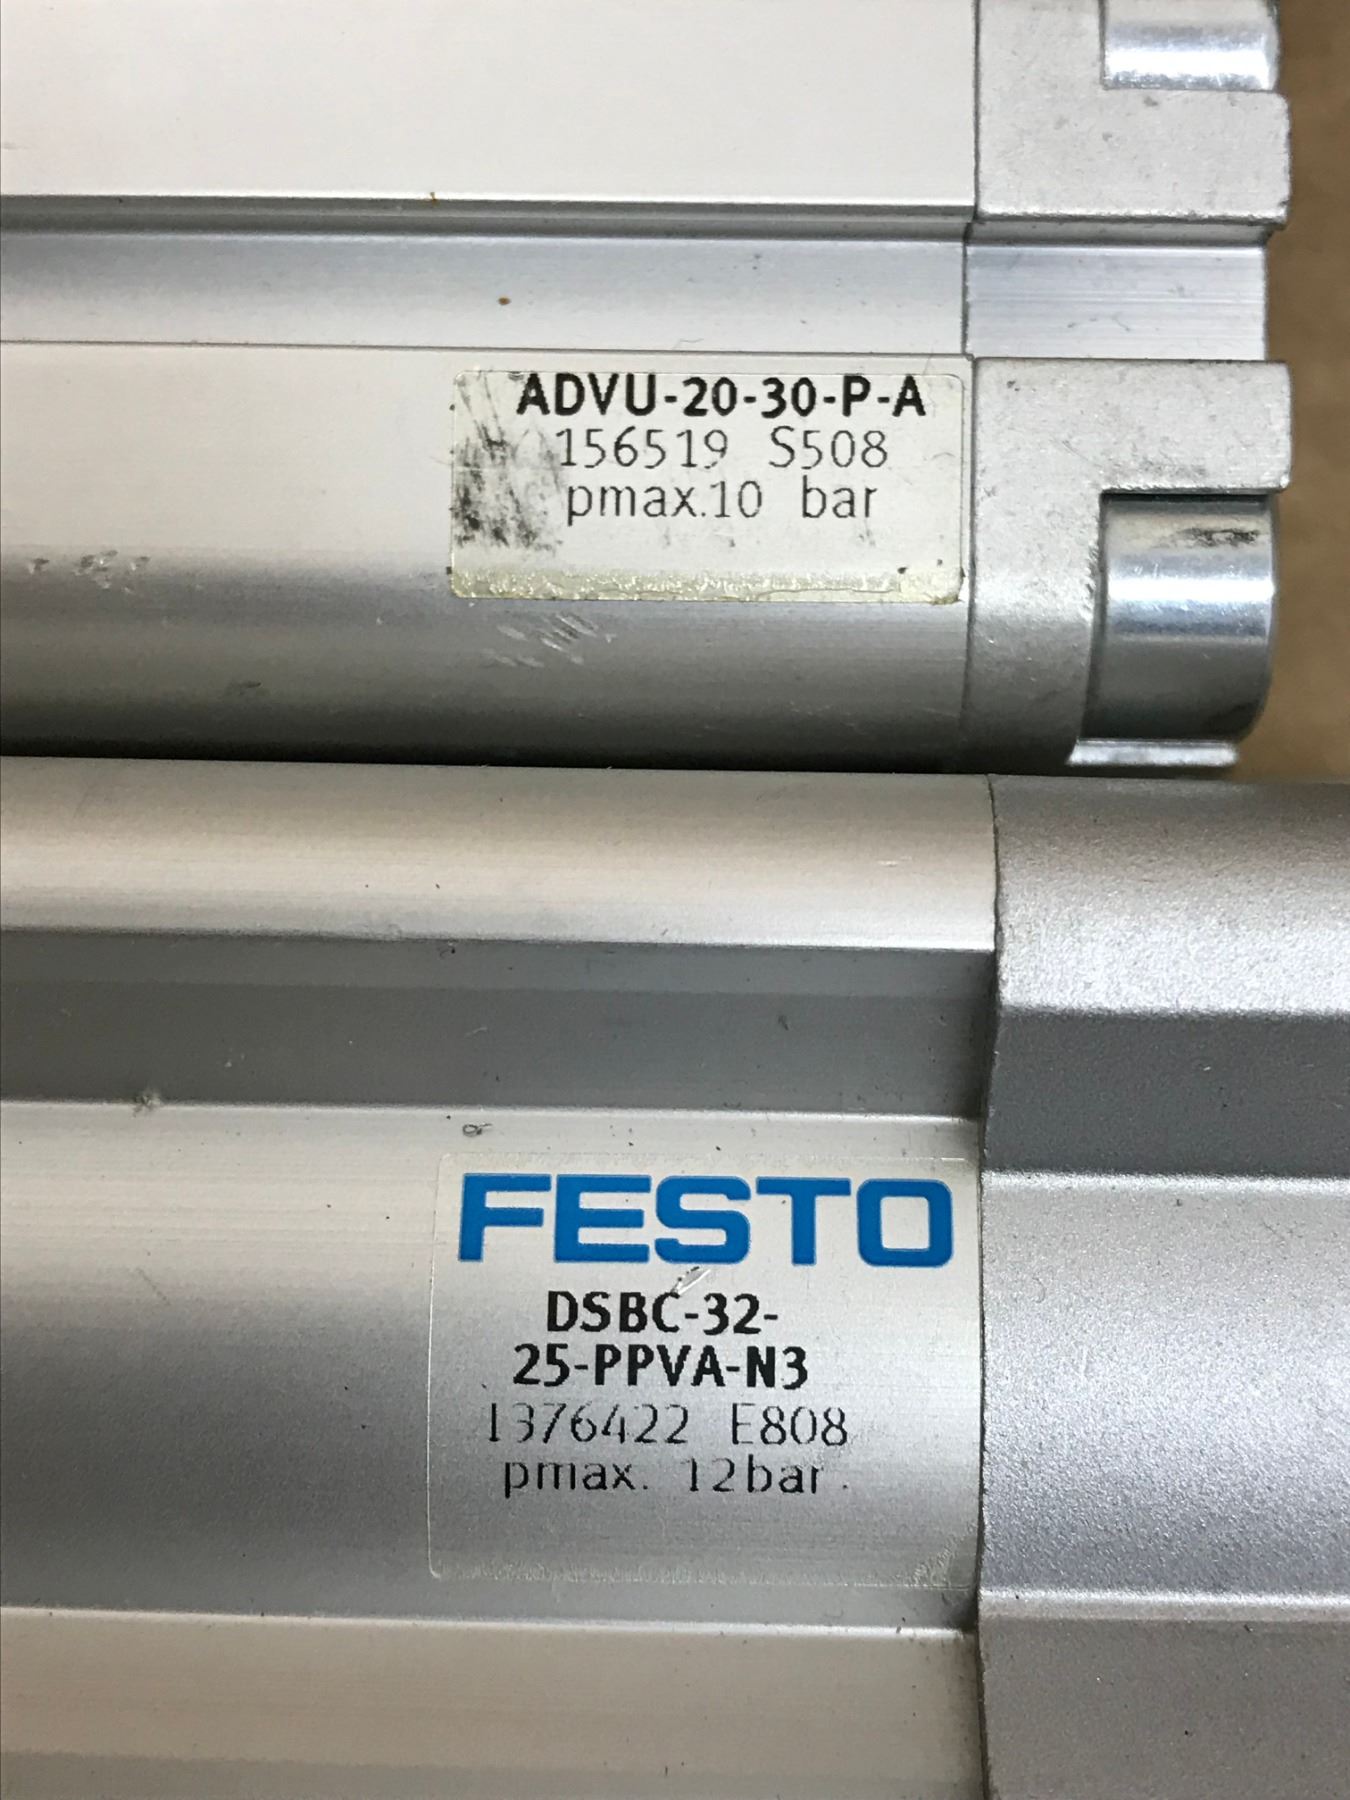 ADVU-20-30-P-A
156519 S508
pmax.10 bar
FESTO
DSBC-32-
25-PPVA-N3
1376422 E808
pmax. 12bar